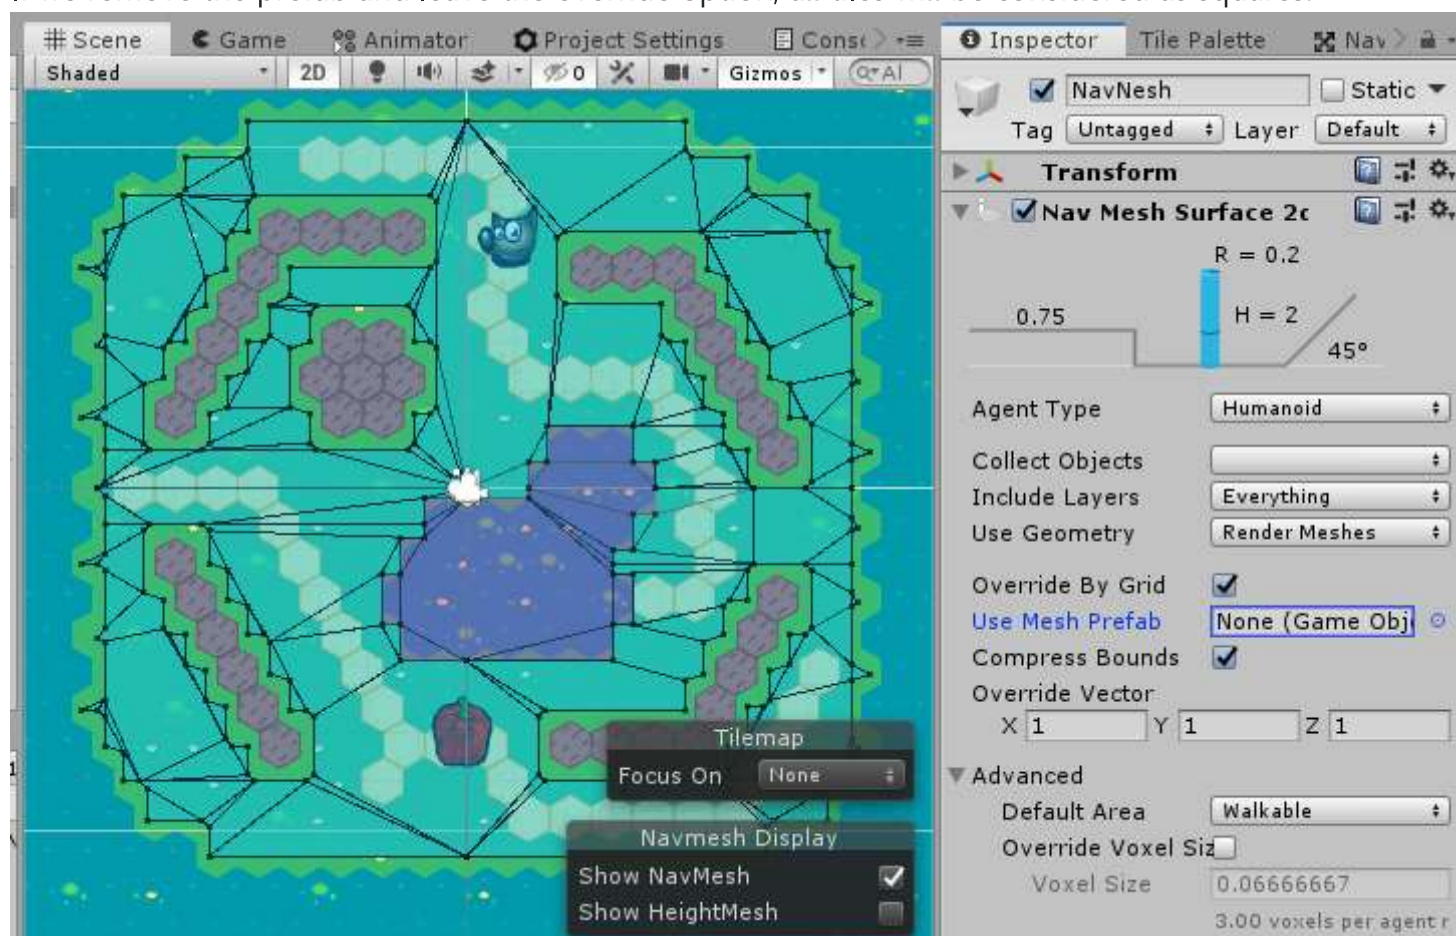 # Scene Game Animator Project Settings Cons
Shaded 2D 0 Gizmos Al
Inspector Tile Palette Nav
NavNesh Static
Tag Untagged Layer Default
Transform
Nav Mesh Surface 2d
R = 0.2
0.75 H = 2
45°
Agent Type Humanoid
Collect Objects
Include Layers Everything
Use Geometry Render Meshes
Override By Grid
Use Mesh Prefab None (Game Obj
Compress Bounds
Override Vector
X 1 Y 1 Z 1
Advanced
Default Area Walkable
Override Voxel Siz
Voxel Size 0.06666667
3.00 voxels per agent r
Tilemap
Focus On None
Navmesh Display
Show NavMesh
Show HeightMesh